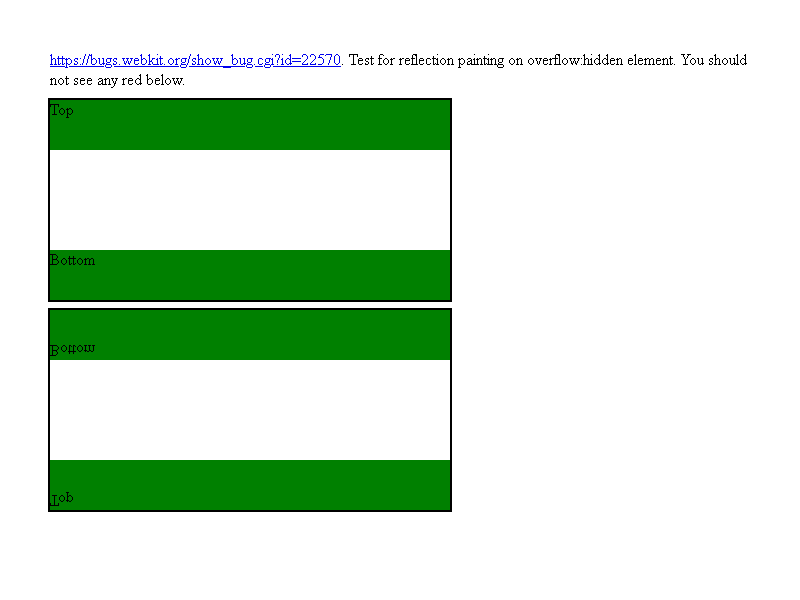 https://bugs.webkit.org/show_bug.cgi?id=22570. Test for reflection painting on overflow:hidden element. You should
not see any red below.
Top
Bottom
Bottom
Top